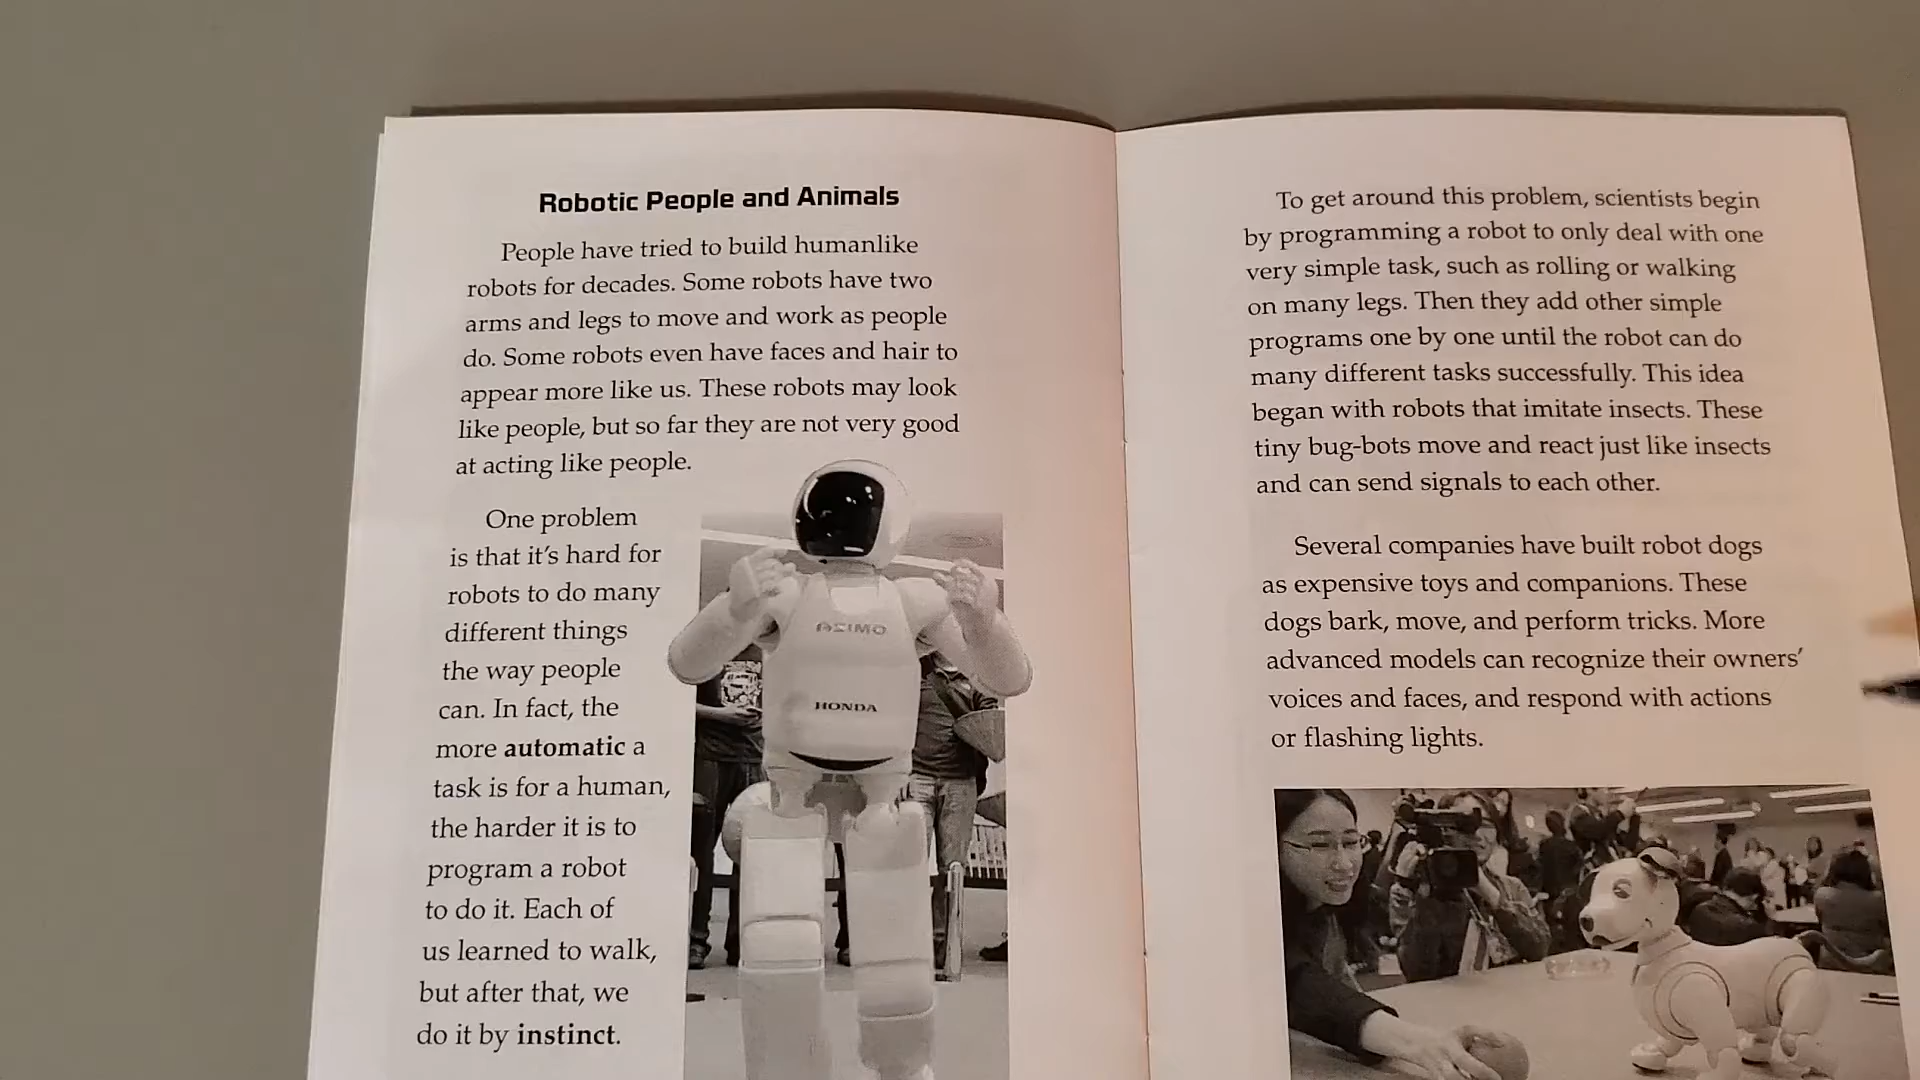 Robotic People and Animals
People have tried to build humanlike
robots for decades. Some robots have two
arms and legs to move and work as people
do. Some robots even have faces and hair to
appear more like us. These robots may look
like people, but so far they are not very good
at acting like people.
One problem
is that it's hard for
robots to do many
different things
the way people
can. In fact, the
more automatic a
task is for a human,
the harder it is to
program a robot
to do it. Each of
us learned to walk,
but after that, we
do it by instinct.
ASIMO
HONDA
To get around this problem, scientists begin
by programming a robot to only deal with one
very simple task, such as rolling or walking
on many legs. Then they add other simple
programs one by one until the robot can do
many different tasks successfully. This idea
began with robots that imitate insects. These
tiny bug-bots move and react just like insects
and can send signals to each other.
Several companies have built robot dogs
as expensive toys and companions. These
dogs bark, move, and perform tricks. More
advanced models can recognize their owners'
voices and faces, and respond with actions
or flashing lights.